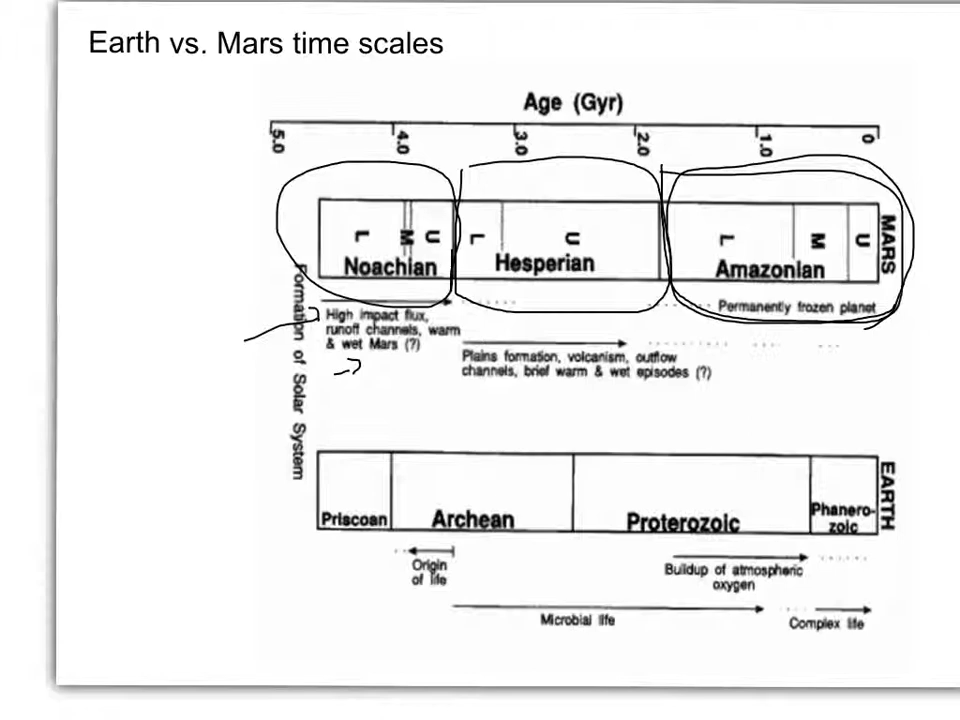 Earth vs. Mars time scales
Age (Gyr)
5.0 4.0 3.0 2.0 1.0 0
L M U L U L M U
Noachian Hesperian Amazonian
MARS
High impact flux,
runoff channels, warm
& wet Mars (?)
Permanently frozen planet
Plains formation, volcanism, outflow
channels, brief warm & wet episodes (?)
Formation of Solar System
Priscoan Archean Proterozoic Phanero-
zoic
EARTH
Origin
of life
Buildup of atmospheric
oxygen
Microbial life
Complex life